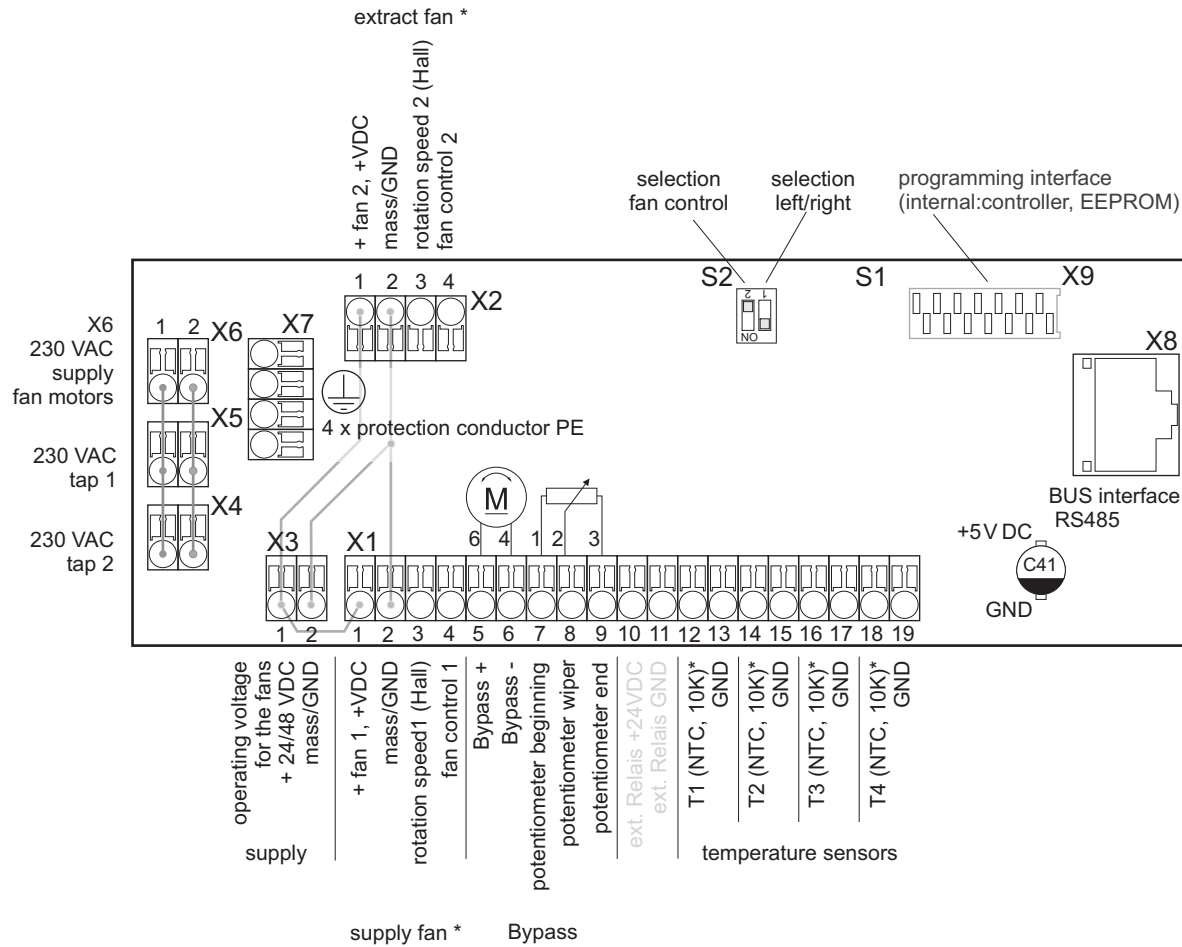 extract fan *
+ fan 2, +VDC
mass/GND
rotation speed 2 (Hall)
fan control 2
selection
fan control
selection
left/right
programming interface
(internal:controller, EEPROM)
1 2 3 4
X2
S2
2 1
ON
S1
X9
X6
230 VAC
supply
fan motors
1 2
X6
X7
X8
X5
4 x protection conductor PE
230 VAC
tap 1
X4
M
BUS interface
RS485
230 VAC
tap 2
X3
X1
6 4 1 2 3
+5V DC
C41
GND
1 2 1 2 3 4 5 6 7 8 9 10 11 12 13 14 15 16 17 18 19
operating voltage
for the fans
+ 24/48 VDC
mass/GND
+ fan 1, +VDC
mass/GND
rotation speed1 (Hall)
fan control 1
Bypass +
Bypass -
potentiometer beginning
potentiometer wiper
potentiometer end
ext. Relais +24VDC
ext. Relais GND
T1 (NTC, 10K)*
GND
T2 (NTC, 10K)*
GND
T3 (NTC, 10K)*
GND
T4 (NTC, 10K)*
GND
supply
temperature sensors
supply fan *
Bypass